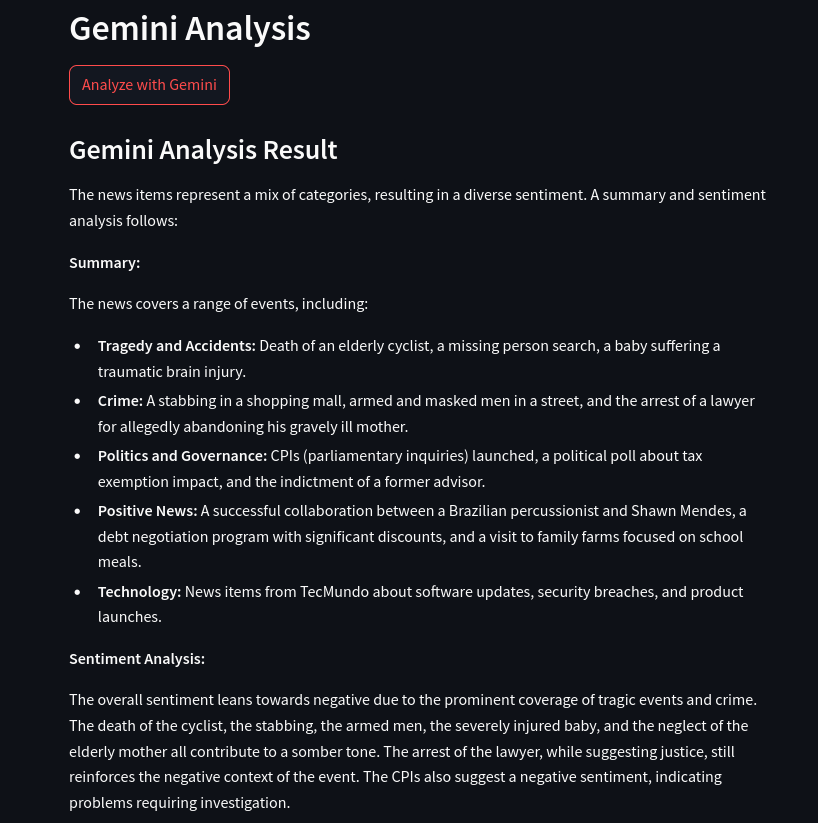 Gemini Analysis
Analyze with Gemini
Gemini Analysis Result
The news items represent a mix of categories, resulting in a diverse sentiment. A summary and sentiment
analysis follows:
Summary:
The news covers a range of events, including:
• Tragedy and Accidents: Death of an elderly cyclist, a missing person search, a baby suffering a
traumatic brain injury.
• Crime: A stabbing in a shopping mall, armed and masked men in a street, and the arrest of a lawyer
for allegedly abandoning his gravely ill mother.
• Politics and Governance: CPIs (parliamentary inquiries) launched, a political poll about tax
exemption impact, and the indictment of a former advisor.
• Positive News: A successful collaboration between a Brazilian percussionist and Shawn Mendes, a
debt negotiation program with significant discounts, and a visit to family farms focused on school
meals.
• Technology: News items from TecMundo about software updates, security breaches, and product
launches.
Sentiment Analysis:
The overall sentiment leans towards negative due to the prominent coverage of tragic events and crime.
The death of the cyclist, the stabbing, the armed men, the severely injured baby, and the neglect of the
elderly mother all contribute to a somber tone. The arrest of the lawyer, while suggesting justice, still
reinforces the negative context of the event. The CPIs also suggest a negative sentiment, indicating
problems requiring investigation.